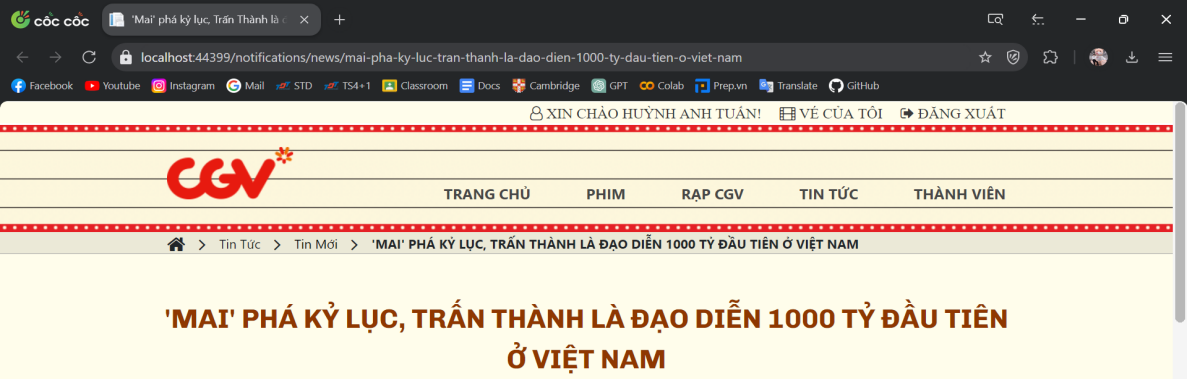 cốc cốc
'Mai' phá kỷ lục, Trấn Thành là đ
localhost:44399/notifications/news/mai-pha-ky-luc-tran-thanh-la-dao-dien-1000-ty-dau-tien-o-viet-nam
Facebook Youtube Instagram Mail STD TS4+1 Classroom Docs Cambridge GPT Colab Prep.vn Translate GitHub
XIN CHÀO HUỲNH ANH TUẤN! VÉ CỦA TÔI ĐĂNG XUẤT
CGV
TRANG CHỦ PHIM RẠP CGV TIN TỨC THÀNH VIÊN
Tin Tức > Tin Mới > 'MAI' PHÁ KỶ LỤC, TRẤN THÀNH LÀ ĐẠO DIỄN 1000 TỶ ĐẦU TIÊN Ở VIỆT NAM
'MAI' PHÁ KỶ LỤC, TRẤN THÀNH LÀ ĐẠO DIỄN 1000 TỶ ĐẦU TIÊN
Ở VIỆT NAM